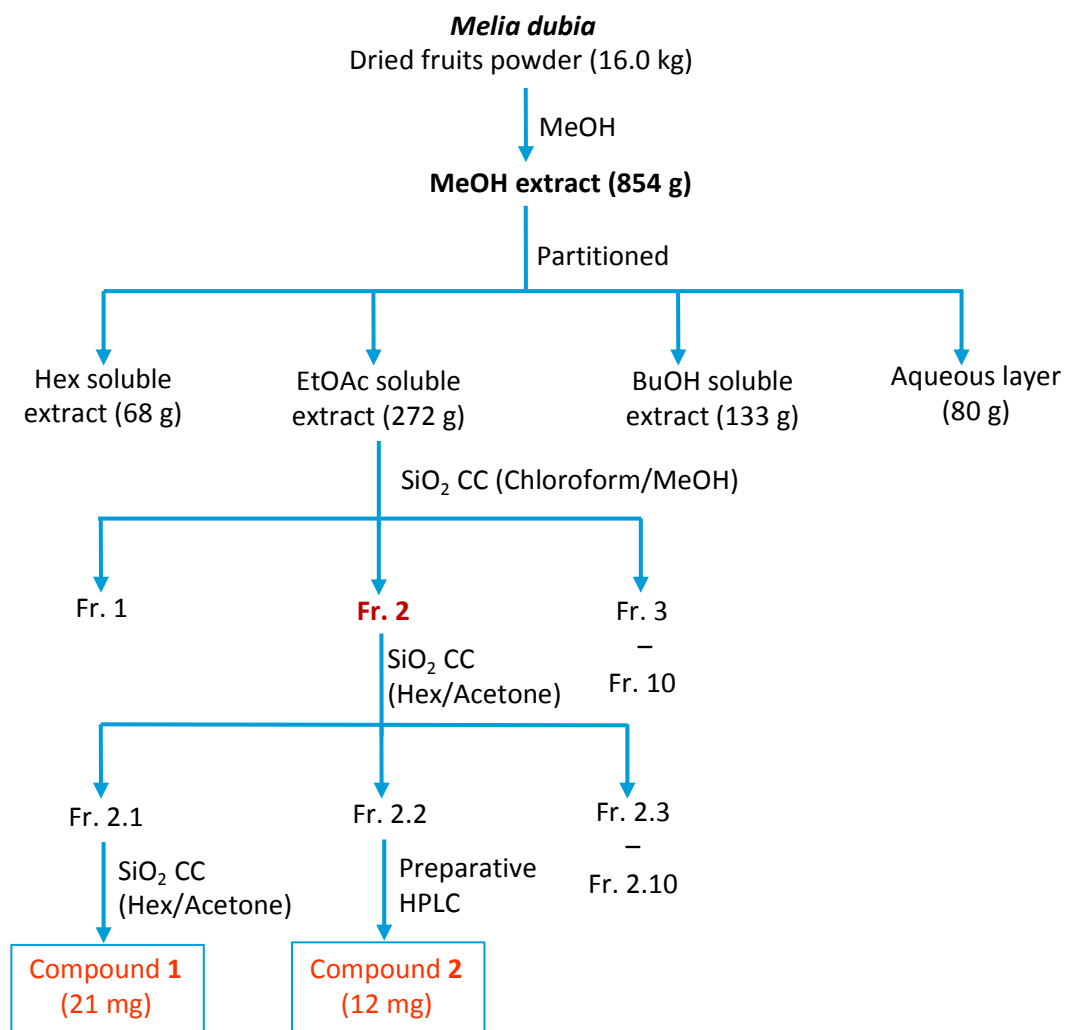 Melia dubia
Dried fruits powder (16.0 kg)
MeOH
MeOH extract (854 g)
Partitioned
Hex soluble
extract (68 g)
EtOAc soluble
extract (272 g)
BuOH soluble
extract (133 g)
Aqueous layer
(80 g)
SiO₂ CC (Chloroform/MeOH)
Fr. 1
Fr. 2
Fr. 3
–
Fr. 10
SiO₂ CC
(Hex/Acetone)
Fr. 2.1
Fr. 2.2
Fr. 2.3
–
Fr. 2.10
SiO₂ CC
(Hex/Acetone)
Preparative
HPLC
Compound 1
(21 mg)
Compound 2
(12 mg)